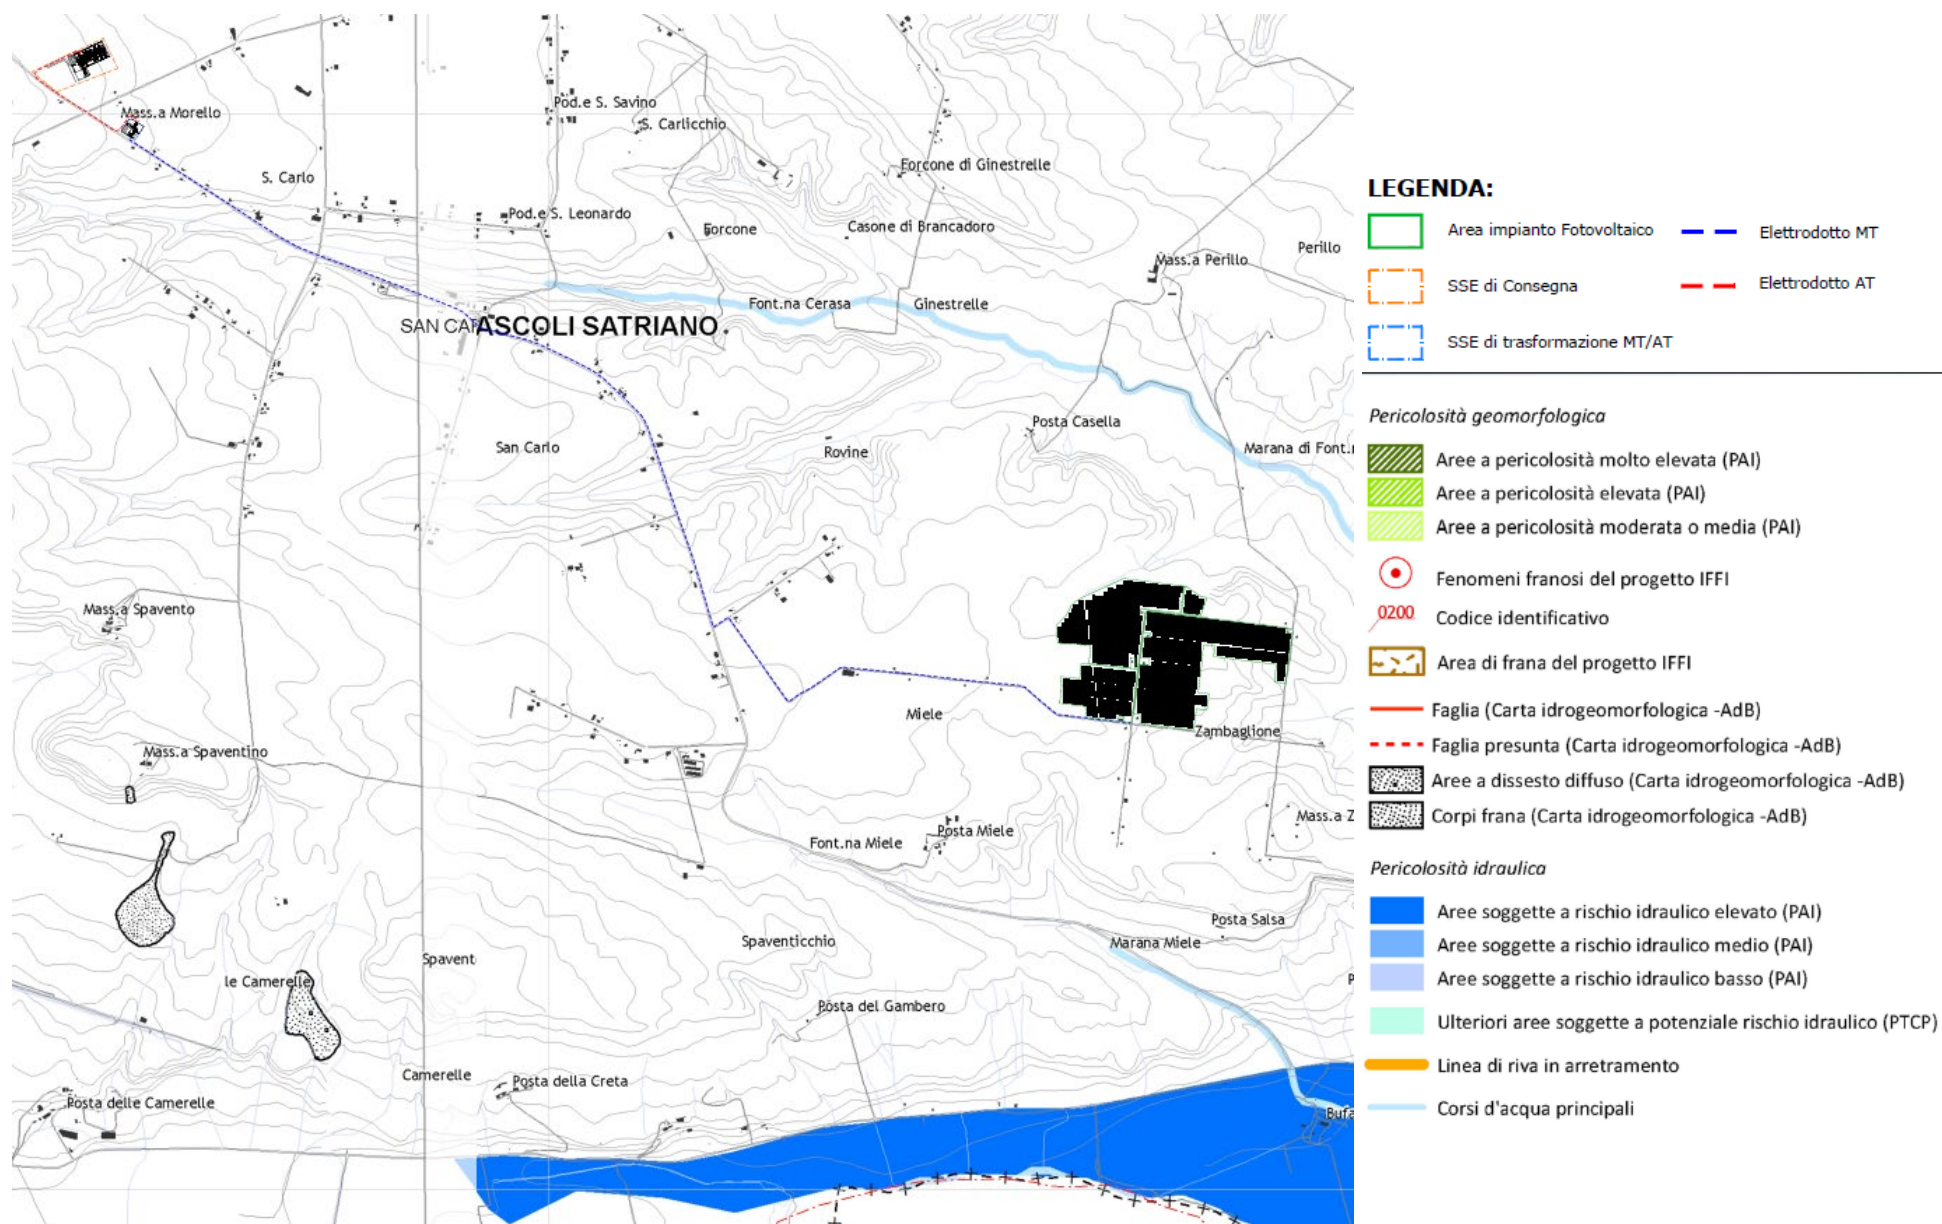 Mass.a Morello
Pod.e S. Savino
S. Carlicchio
Forcone di Ginestrelle
S. Carlo
Pod.e S. Leonardo
Forcone
Casone di Brancadoro
Perillo
Mass.a Perillo
Font.na Cerasa
Ginestrelle
SAN CA
ASCOLI SATRIANO
Posta Casella
San Carlo
Rovine
Marana di Font.
Mass.a Spavento
Miele
Zambaglione
Mass.a Spaventino
Mass.a Z
Posta Miele
Font.na Miele
Posta Salsa
Marana Miele
Spaventicchio
Spavent
le Camerelle
P
Posta del Gambero
Camerelle
Posta della Creta
Posta delle Camerelle
Bufa
LEGENDA:
Area impianto Fotovoltaico
Elettrodotto MT
SSE di Consegna
Elettrodotto AT
SSE di trasformazione MT/AT
Pericolosità geomorfologica
Aree a pericolosità molto elevata (PAI)
Aree a pericolosità elevata (PAI)
Aree a pericolosità moderata o media (PAI)
Fenomeni franosi del progetto IFFI
0200 Codice identificativo
Area di frana del progetto IFFI
Faglia (Carta idrogeomorfologica -AdB)
Faglia presunta (Carta idrogeomorfologica -AdB)
Aree a dissesto diffuso (Carta idrogeomorfologica -AdB)
Corpi frana (Carta idrogeomorfologica -AdB)
Pericolosità idraulica
Aree soggette a rischio idraulico elevato (PAI)
Aree soggette a rischio idraulico medio (PAI)
Aree soggette a rischio idraulico basso (PAI)
Ulteriori aree soggette a potenziale rischio idraulico (PTCP)
Linea di riva in arretramento
Corsi d'acqua principali